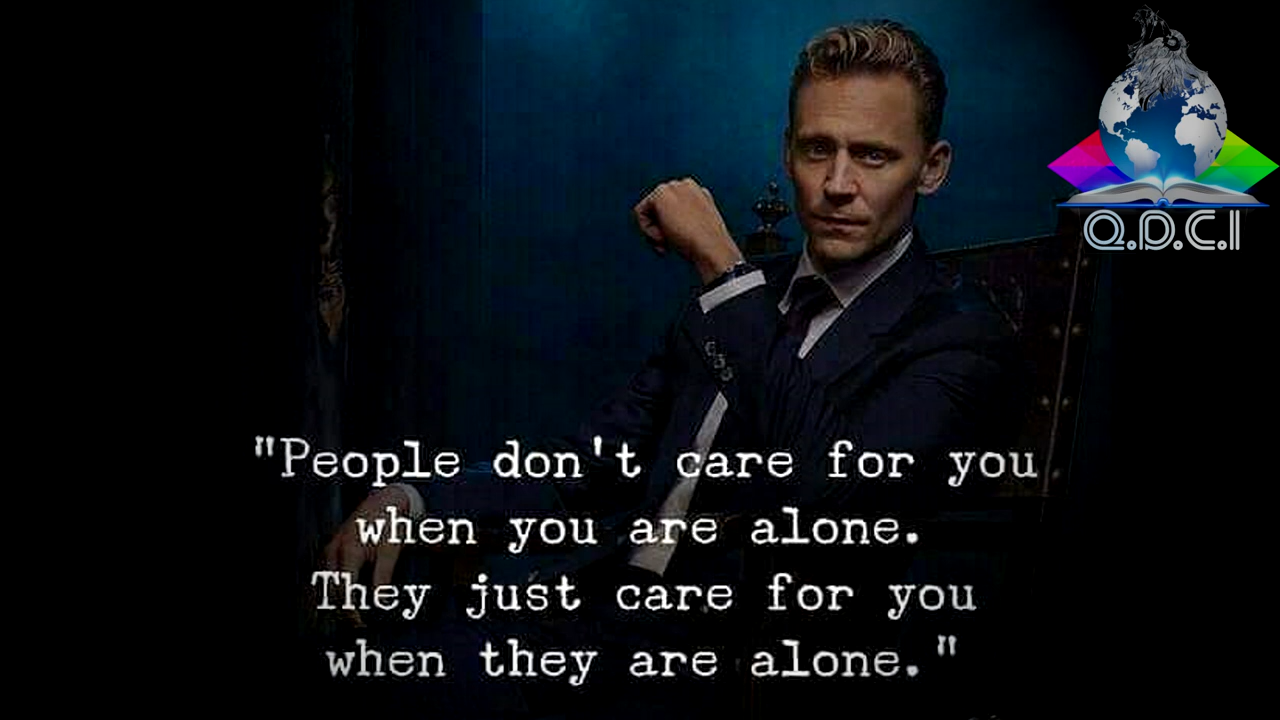 Q.D.C.I
"People don't care for you
when you are alone.
They just care for you
when they are alone."